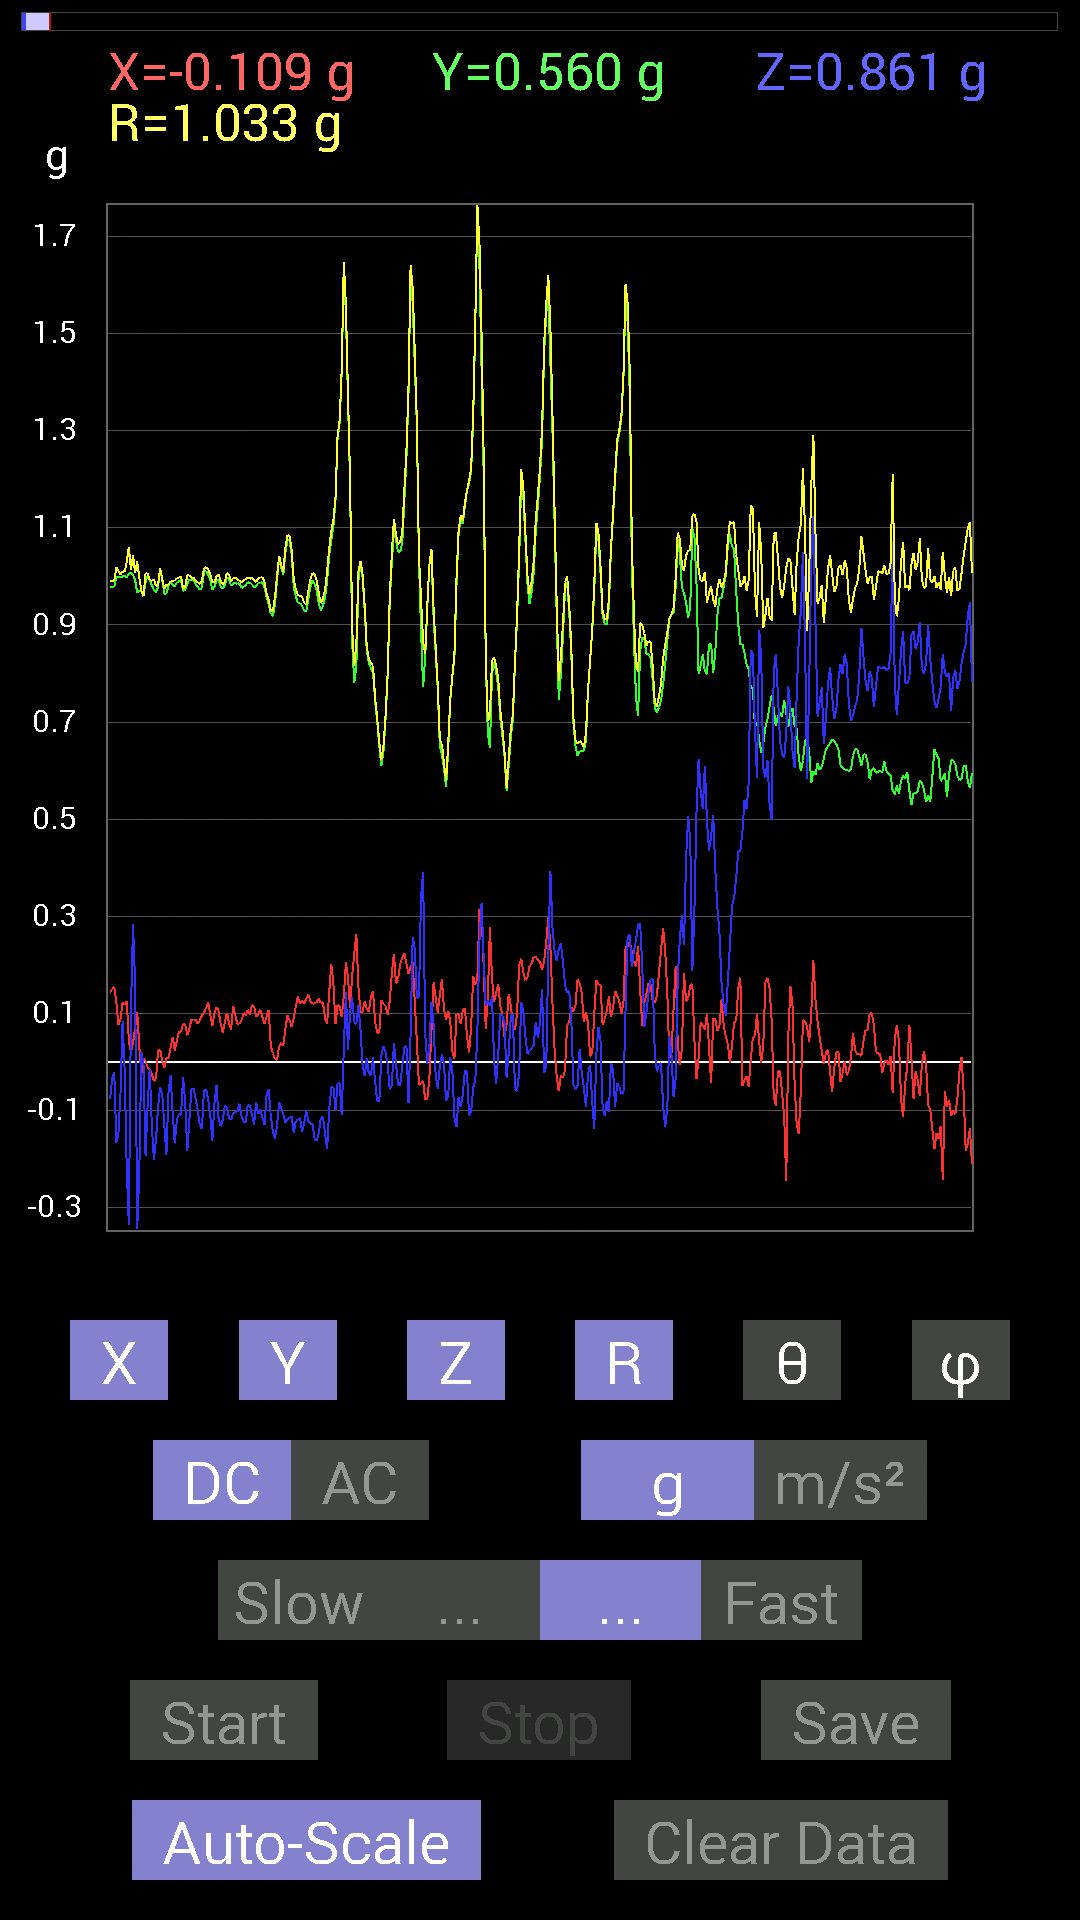 X=-0.109 g Y=0.560 g Z=0.861 g
R=1.033 g
g
1.7
1.5
1.3
1.1
0.9
0.7
0.5
0.3
0.1
-0.1
-0.3
X Y Z R θ φ
DC AC g m/s²
Slow ... ... Fast
Start Stop Save
Auto-Scale Clear Data